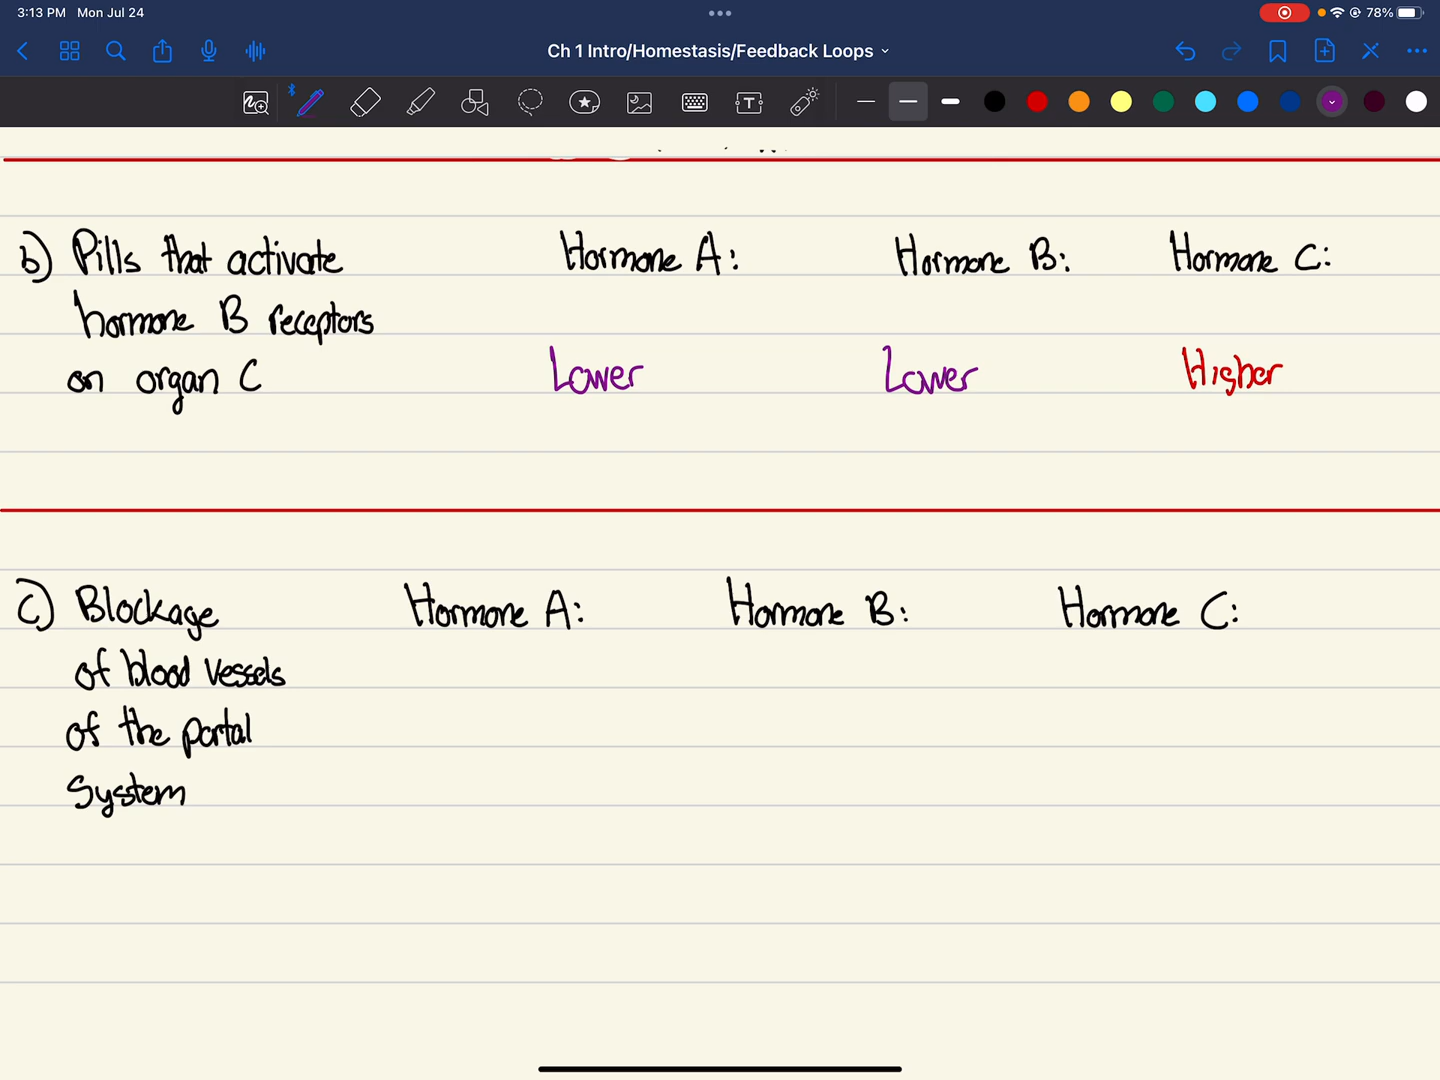 3:13 PM Mon Jul 24
78%
Ch 1 Intro/Homestasis/Feedback Loops
b) Pills that activate
hormone B receptors
on organ C
Hormone A:
Hormone B:
Hormone C:
Lower
Lower
Higher
c) Blockage
of blood vessels
of the portal
System
Hormone A:
Hormone B:
Hormone C: